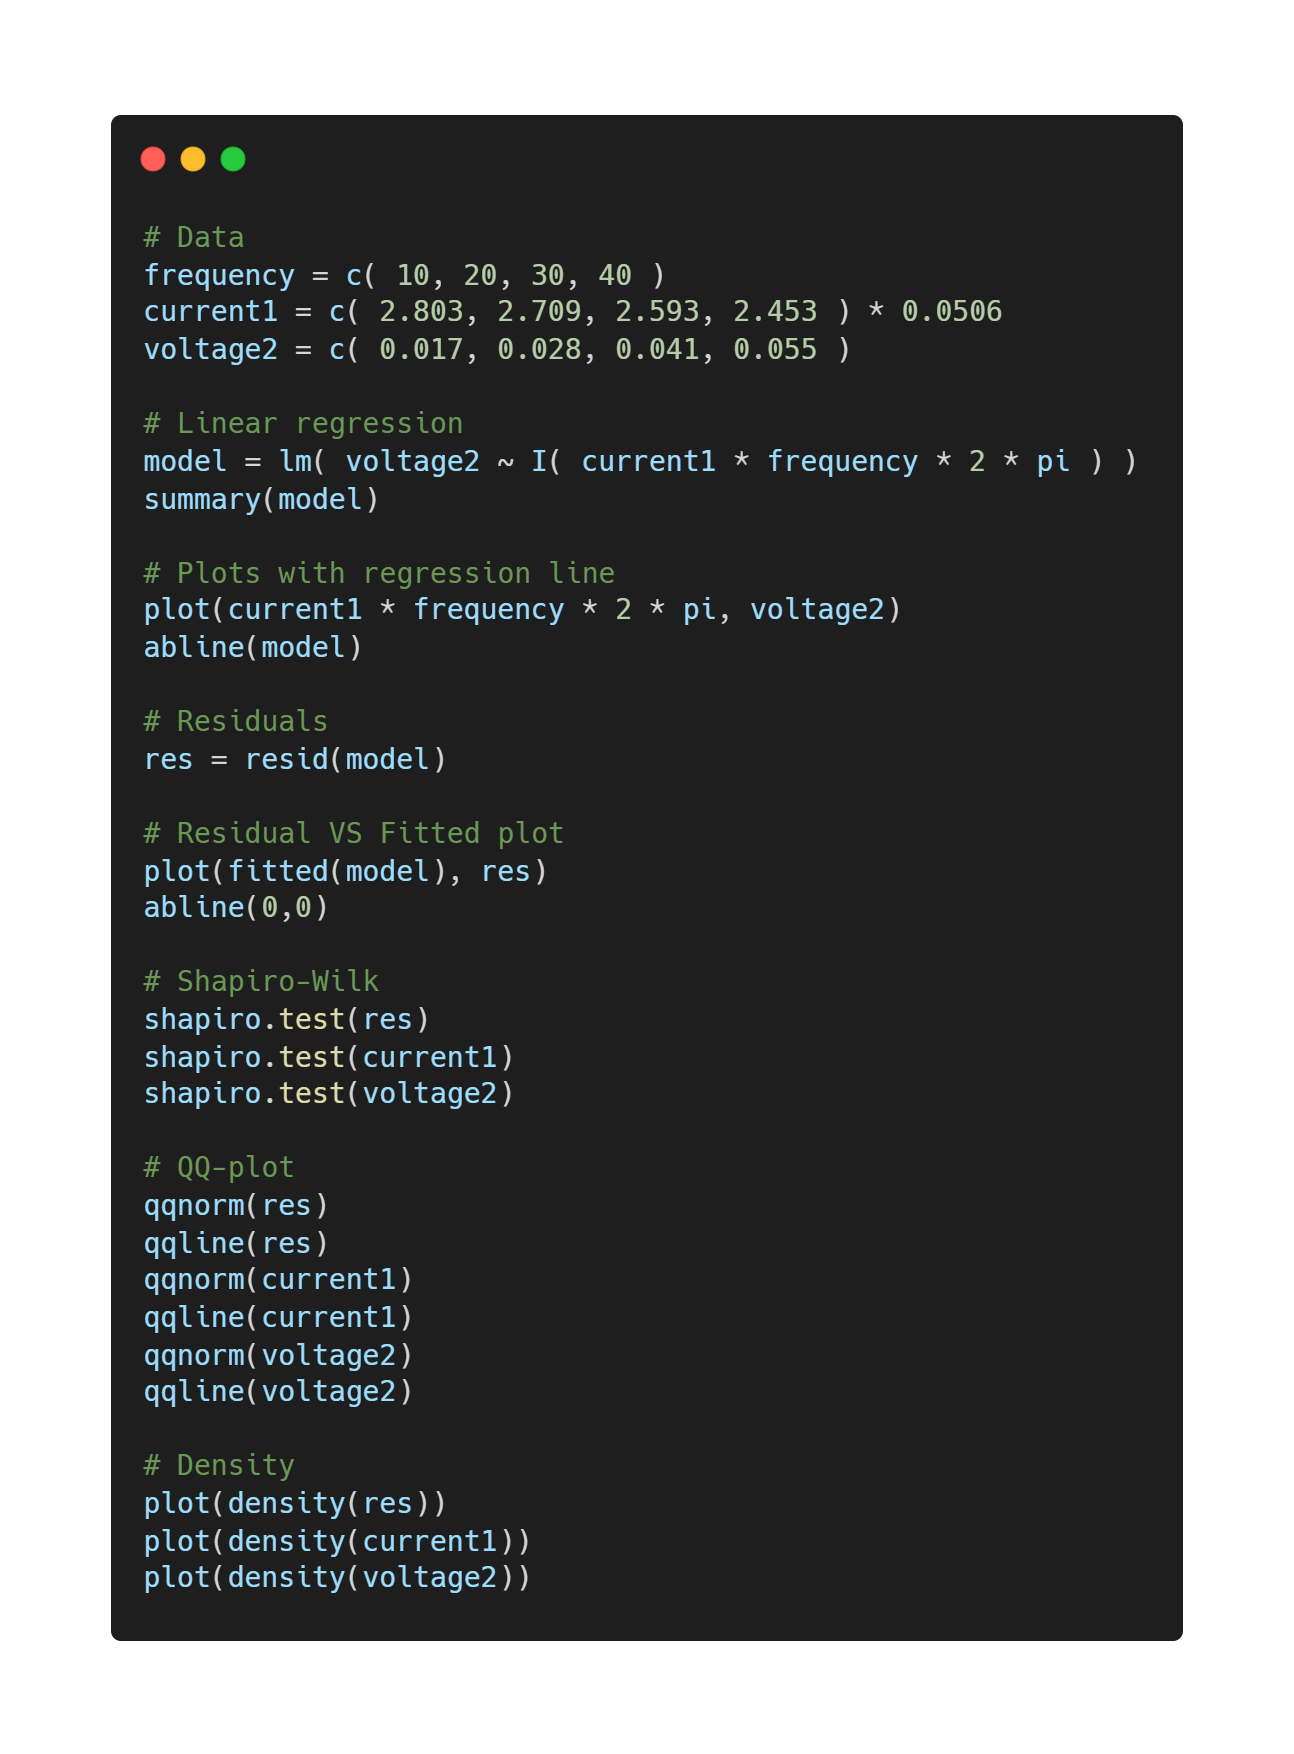 # Data
frequency = c( 10, 20, 30, 40 )
current1 = c( 2.803, 2.709, 2.593, 2.453 ) * 0.0506
voltage2 = c( 0.017, 0.028, 0.041, 0.055 )

# Linear regression
model = lm( voltage2 ~ I( current1 * frequency * 2 * pi ) )
summary(model)

# Plots with regression line
plot(current1 * frequency * 2 * pi, voltage2)
abline(model)

# Residuals
res = resid(model)

# Residual VS Fitted plot
plot(fitted(model), res)
abline(0,0)

# Shapiro-Wilk
shapiro.test(res)
shapiro.test(current1)
shapiro.test(voltage2)

# QQ-plot
qqnorm(res)
qqline(res)
qqnorm(current1)
qqline(current1)
qqnorm(voltage2)
qqline(voltage2)

# Density
plot(density(res))
plot(density(current1))
plot(density(voltage2))